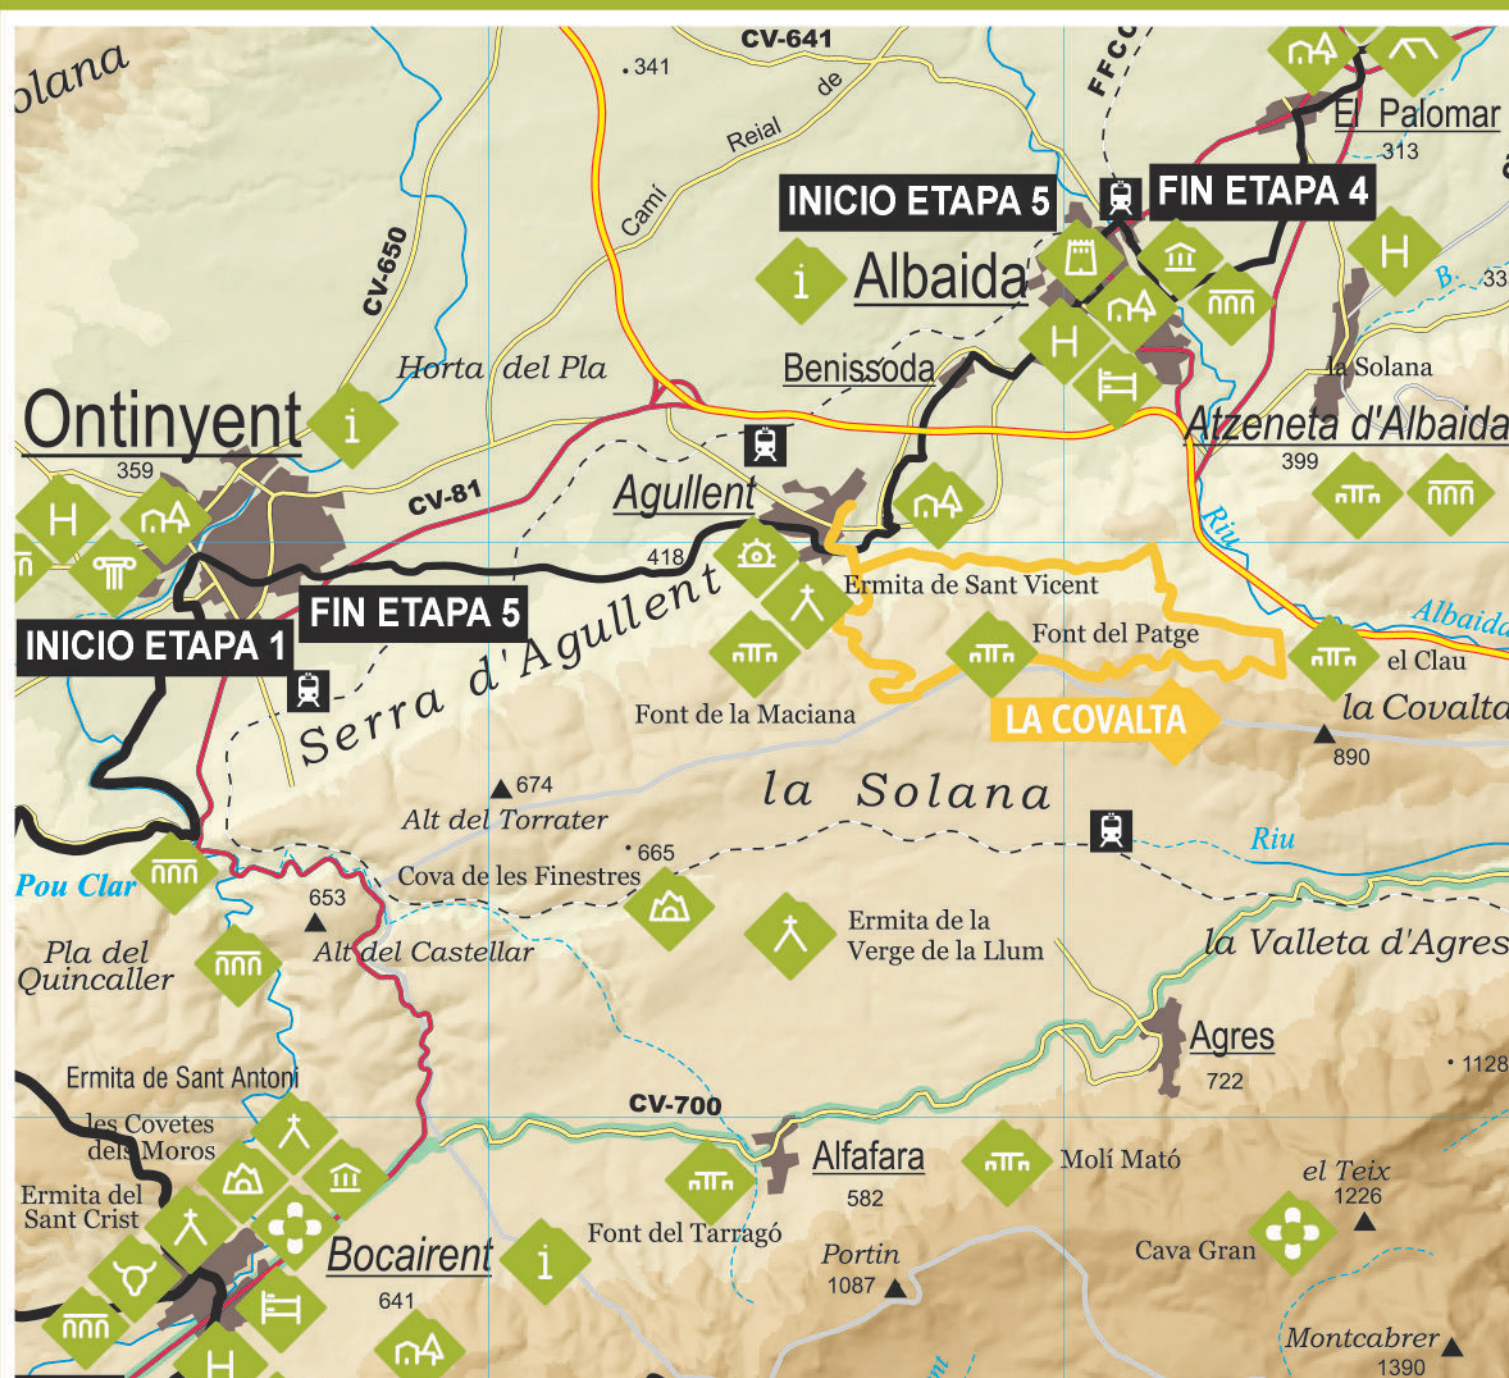 CV-641
FFCC
olana
341
de
Reial
Camí
El Palomar
313
INICIO ETAPA 5
FIN ETAPA 4
H
B.
33
CV-650
i
Albaida
Horta del Pla
Benissoda
H
la Solana
Ontinyent
i
359
Atzeneta d'Albaida
399
CV-81
Agullent
H
Riu
418
Ermita de Sant Vicent
FIN ETAPA 5
INICIO ETAPA 1
Albaida
Font del Patge
el Clau
Serra d'Agullent
Font de la Maciana
LA COVALTA
la Covalta
890
674
la Solana
Alt del Torrater
665
Riu
Cova de les Finestres
Pou Clar
653
Ermita de la
Verge de la Llum
Pla del
Quincaller
Alt del Castellar
la Valleta d'Agres
Agres
722
1128
Ermita de Sant Antoni
CV-700
les Covetes
dels Moros
Alfafara
582
Molí Mató
el Teix
1226
Ermita del
Sant Crist
Font del Tarragó
Cava Gran
Bocairent
i
641
Portin
1087
H
Montcabrer
1390
nt